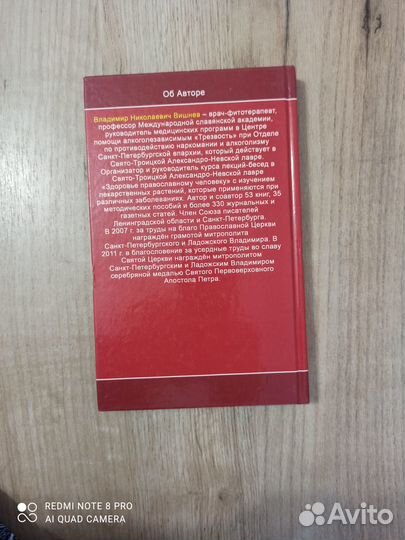 Об Авторе
Владимир Николаевич Вишнев – врач-фитотерапевт,
профессор Международной славянской академии,
руководитель медицинских программ в Центре
помощи алкоголезависимым «Трезвость» при Отделе
по противодействию наркомании и алкоголизму
Санкт-Петербургской епархии, который действует в
Свято-Троицкой Александро-Невской лавре.
Организатор и руководитель курса лекций-бесед в
Свято-Троицкой Александро-Невской лавре
«Здоровье православному человеку» с изучением
лекарственных растений, которые применяются при
различных заболеваниях. Автор и соавтор 53 книг, 35
методических пособий и более 330 журнальных и
газетных статей. Член Союза писателей
Ленинградской области и Санкт-Петербурга.
В 2007 г. за труды на благо Православной Церкви
награждён грамотой митрополита
Санкт-Петербургского и Ладожского Владимира. В
2011 г. в благословение за усердные труды во славу
Святой Церкви награждён митрополитом
Санкт-Петербургским и Ладожским Владимиром
серебряной медалью Святого Первоверховного
Апостола Петра.
REDMI NOTE 8 PRO
AI QUAD CAMERA
Avito